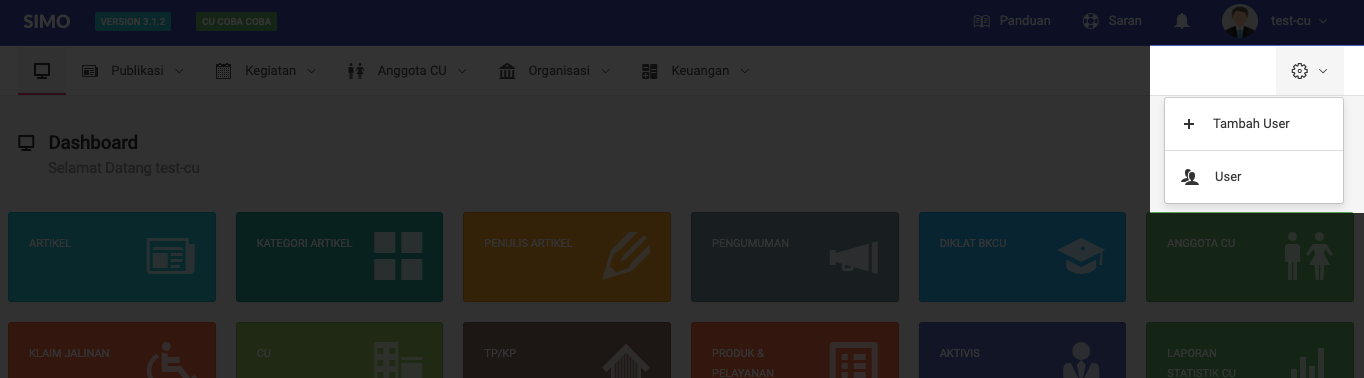 SIMO VERSION 3.1.2 CU COBA COBA Panduan Saran test-cu
Publikasi Kegiatan Anggota CU Organisasi Keuangan
Tambah User
User
Dashboard
Selamat Datang test-cu
ARTIKEL KATEGORI ARTIKEL PENULIS ARTIKEL PENGUMUMAN DIKLAT BKCU ANGGOTA CU
KLAIM JALINAN CU TP/KP PRODUK & AKTIVIS LAPORAN
PELAYANAN STATISTIK CU